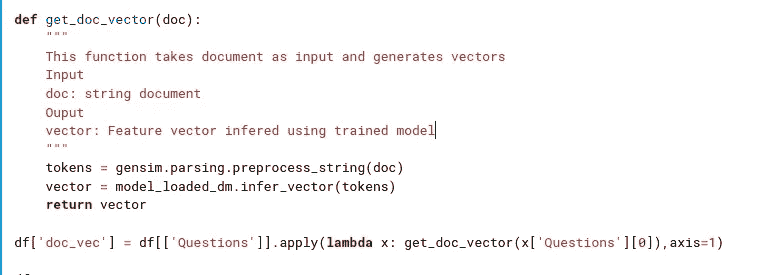 def get_doc_vector(doc):
    """
    This function takes document as input and generates vectors
    Input
    doc: string document
    Ouput
    vector: Feature vector infered using trained model
    """
    tokens = gensim.parsing.preprocess_string(doc)
    vector = model_loaded_dm.infer_vector(tokens)
    return vector
df['doc_vec'] = df[['Questions']].apply(lambda x: get_doc_vector(x['Questions'][0]),axis=1)